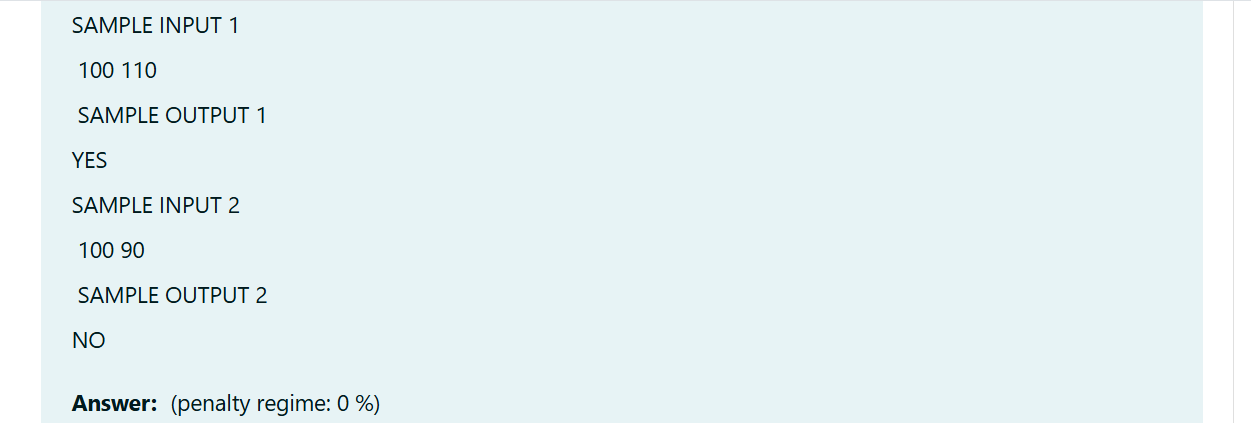 SAMPLE INPUT 1
100 110
SAMPLE OUTPUT 1
YES
SAMPLE INPUT 2
100 90
SAMPLE OUTPUT 2
NO
Answer: (penalty regime: 0 %)